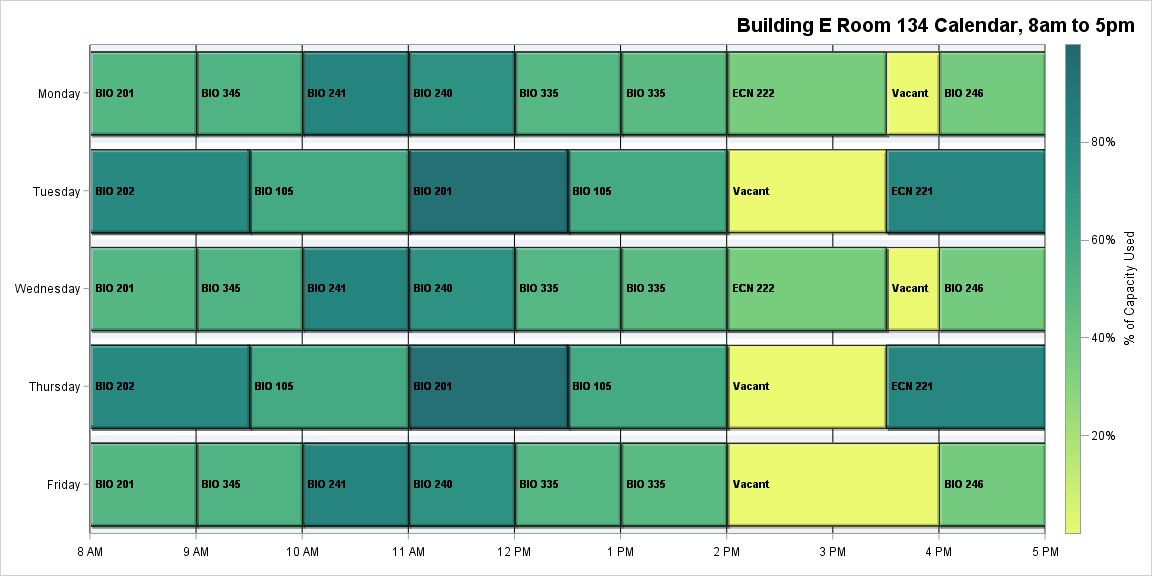 Building E Room 134 Calendar, 8am to 5pm
Monday
BIO 201
BIO 345
BIO 241
BIO 240
BIO 335
BIO 335
ECN 222
Vacant
BIO 246
Tuesday
BIO 202
BIO 105
BIO 201
BIO 105
Vacant
ECN 221
Wednesday
BIO 201
BIO 345
BIO 241
BIO 240
BIO 335
BIO 335
ECN 222
Vacant
BIO 246
Thursday
BIO 202
BIO 105
BIO 201
BIO 105
Vacant
ECN 221
Friday
BIO 201
BIO 345
BIO 241
BIO 240
BIO 335
BIO 335
Vacant
BIO 246
8 AM
9 AM
10 AM
11 AM
12 PM
1 PM
2 PM
3 PM
4 PM
5 PM
80%
60%
40%
20%
% of Capacity Used